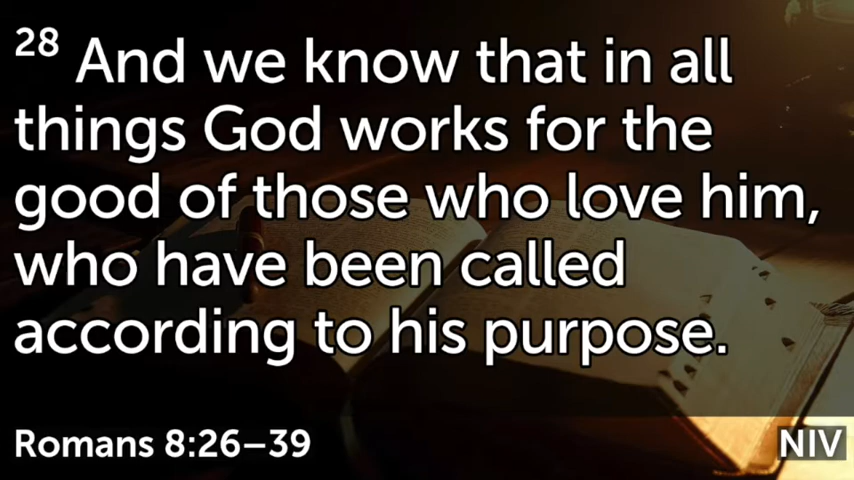 28 And we know that in all
things God works for the
good of those who love him,
who have been called
according to his purpose.
Romans 8:26–39
NIV